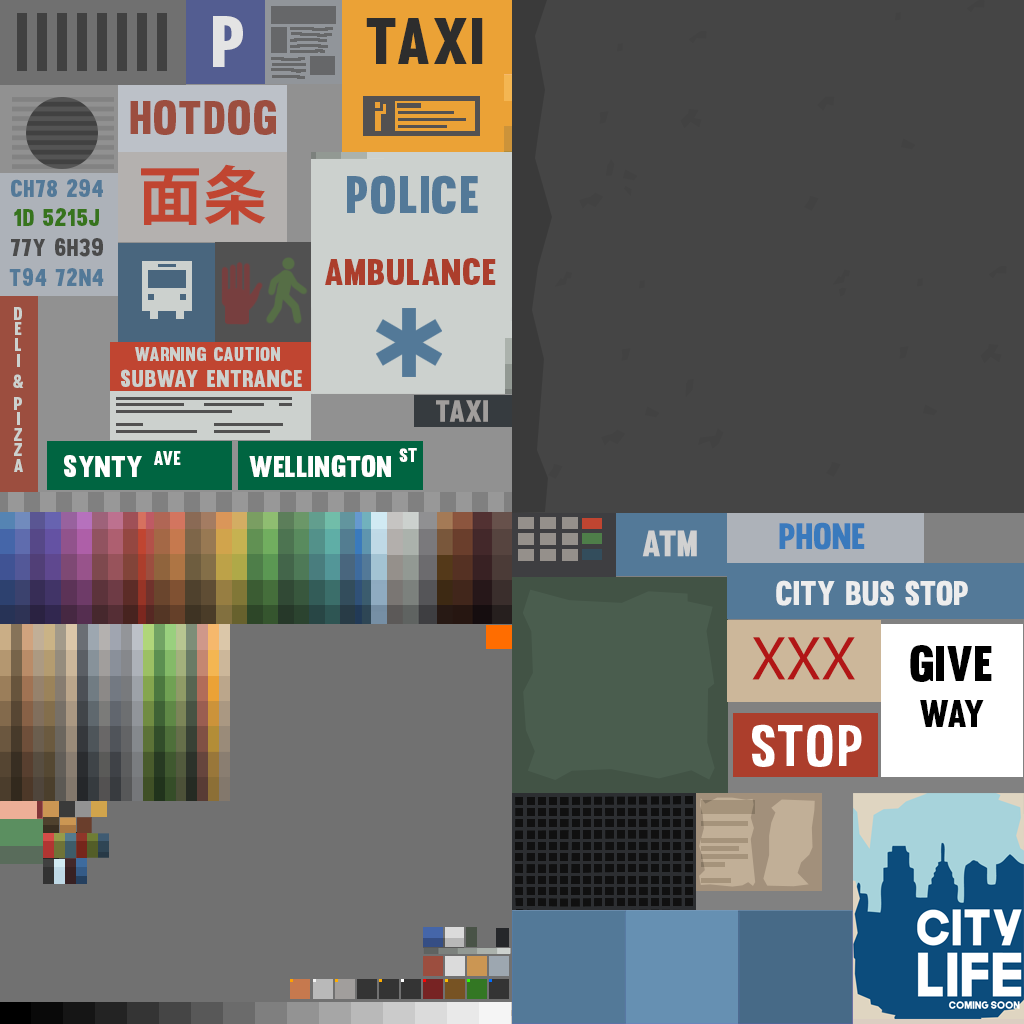 P
TAXI
HOTDOG
面条
CH78 294
1D 5215J
77Y 6H39
T94 72N4
POLICE
AMBULANCE
DELI & PIZZA
WARNING CAUTION
SUBWAY ENTRANCE
TAXI
SYNTY AVE
WELLINGTON ST
ATM
PHONE
CITY BUS STOP
XXX
GIVE
WAY
STOP
CITY
LIFE
COMING SOON